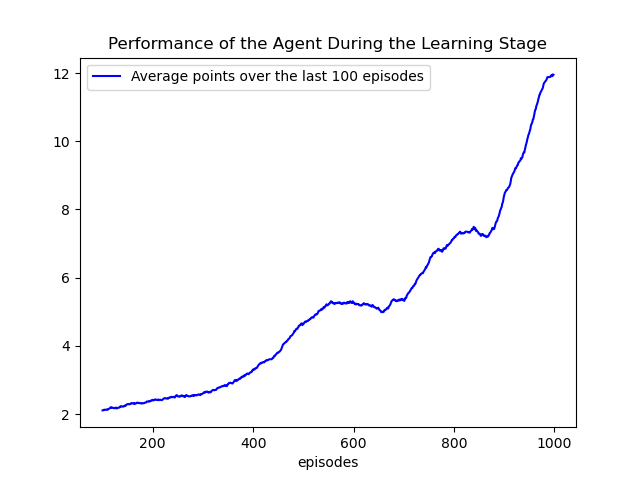 Performance of the Agent During the Learning Stage
Average points over the last 100 episodes
12
10
8
6
4
2
200 400 600 800 1000
episodes